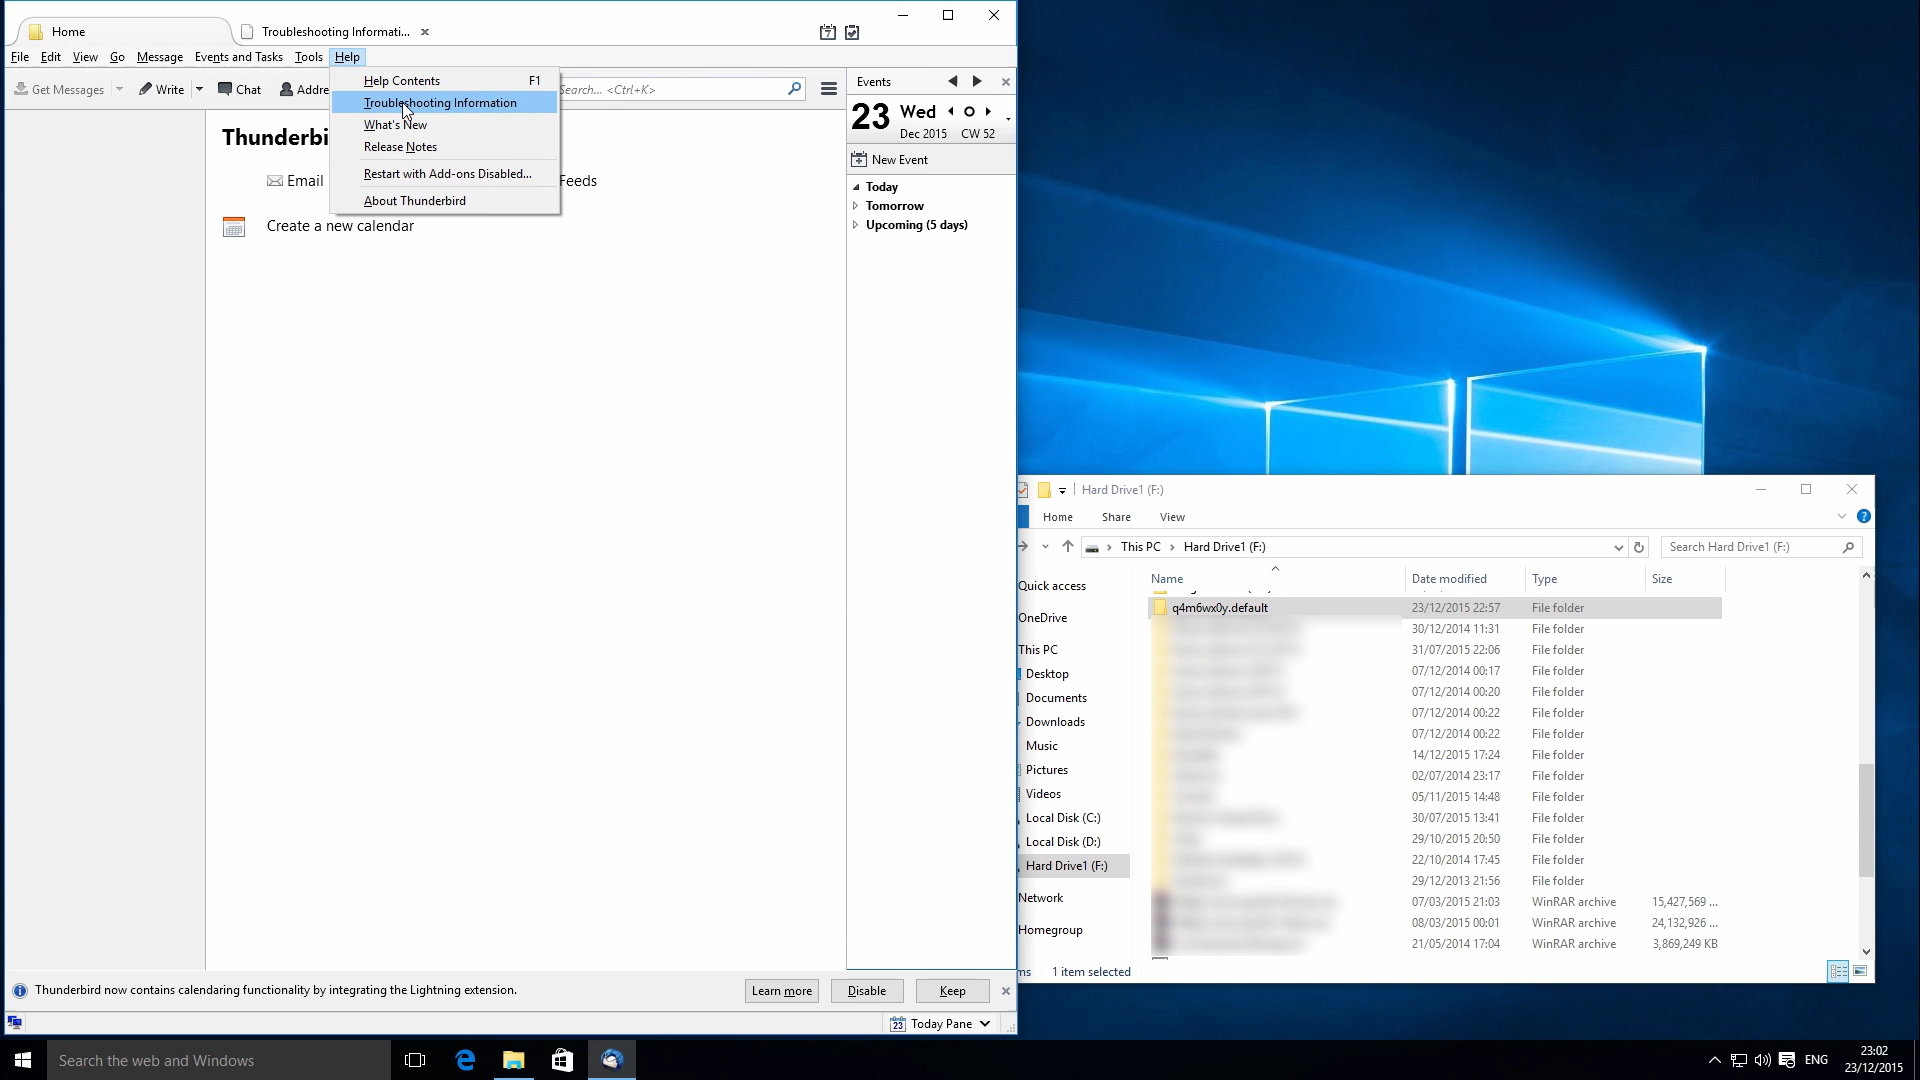 Home
Troubleshooting Informati...
File Edit View Go Message Events and Tasks Tools Help
Get Messages Write Chat Addre
Search... <Ctrl+K>
Help Contents F1
Troubleshooting Information
What's New
Release Notes
Restart with Add-ons Disabled...
About Thunderbird
Thunderbi
Email
Feeds
Create a new calendar
Events
23 Wed
Dec 2015 CW 52
New Event
Today
Tomorrow
Upcoming (5 days)
Thunderbird now contains calendaring functionality by integrating the Lightning extension.
Learn more Disable Keep
23 Today Pane
Hard Drive1 (F:)
Home Share View
This PC Hard Drive1 (F:)
Search Hard Drive1 (F:)
Quick access
OneDrive
This PC
Desktop
Documents
Downloads
Music
Pictures
Videos
Local Disk (C:)
Local Disk (D:)
Hard Drive1 (F:)
Network
Homegroup
Name Date modified Type Size
q4m6wx0y.default 23/12/2015 22:57 File folder
30/12/2014 11:31 File folder
31/07/2015 22:06 File folder
07/12/2014 00:17 File folder
07/12/2014 00:20 File folder
07/12/2014 00:22 File folder
07/12/2014 00:22 File folder
14/12/2015 17:24 File folder
02/07/2014 23:17 File folder
05/11/2015 14:48 File folder
30/07/2015 13:41 File folder
29/10/2015 20:50 File folder
22/10/2014 17:45 File folder
29/12/2013 21:56 File folder
07/03/2015 21:03 WinRAR archive 15,427,569 ...
08/03/2015 00:01 WinRAR archive 24,132,926 ...
21/05/2014 17:04 WinRAR archive 3,869,249 KB
ms 1 item selected
Search the web and Windows
ENG
23:02
23/12/2015